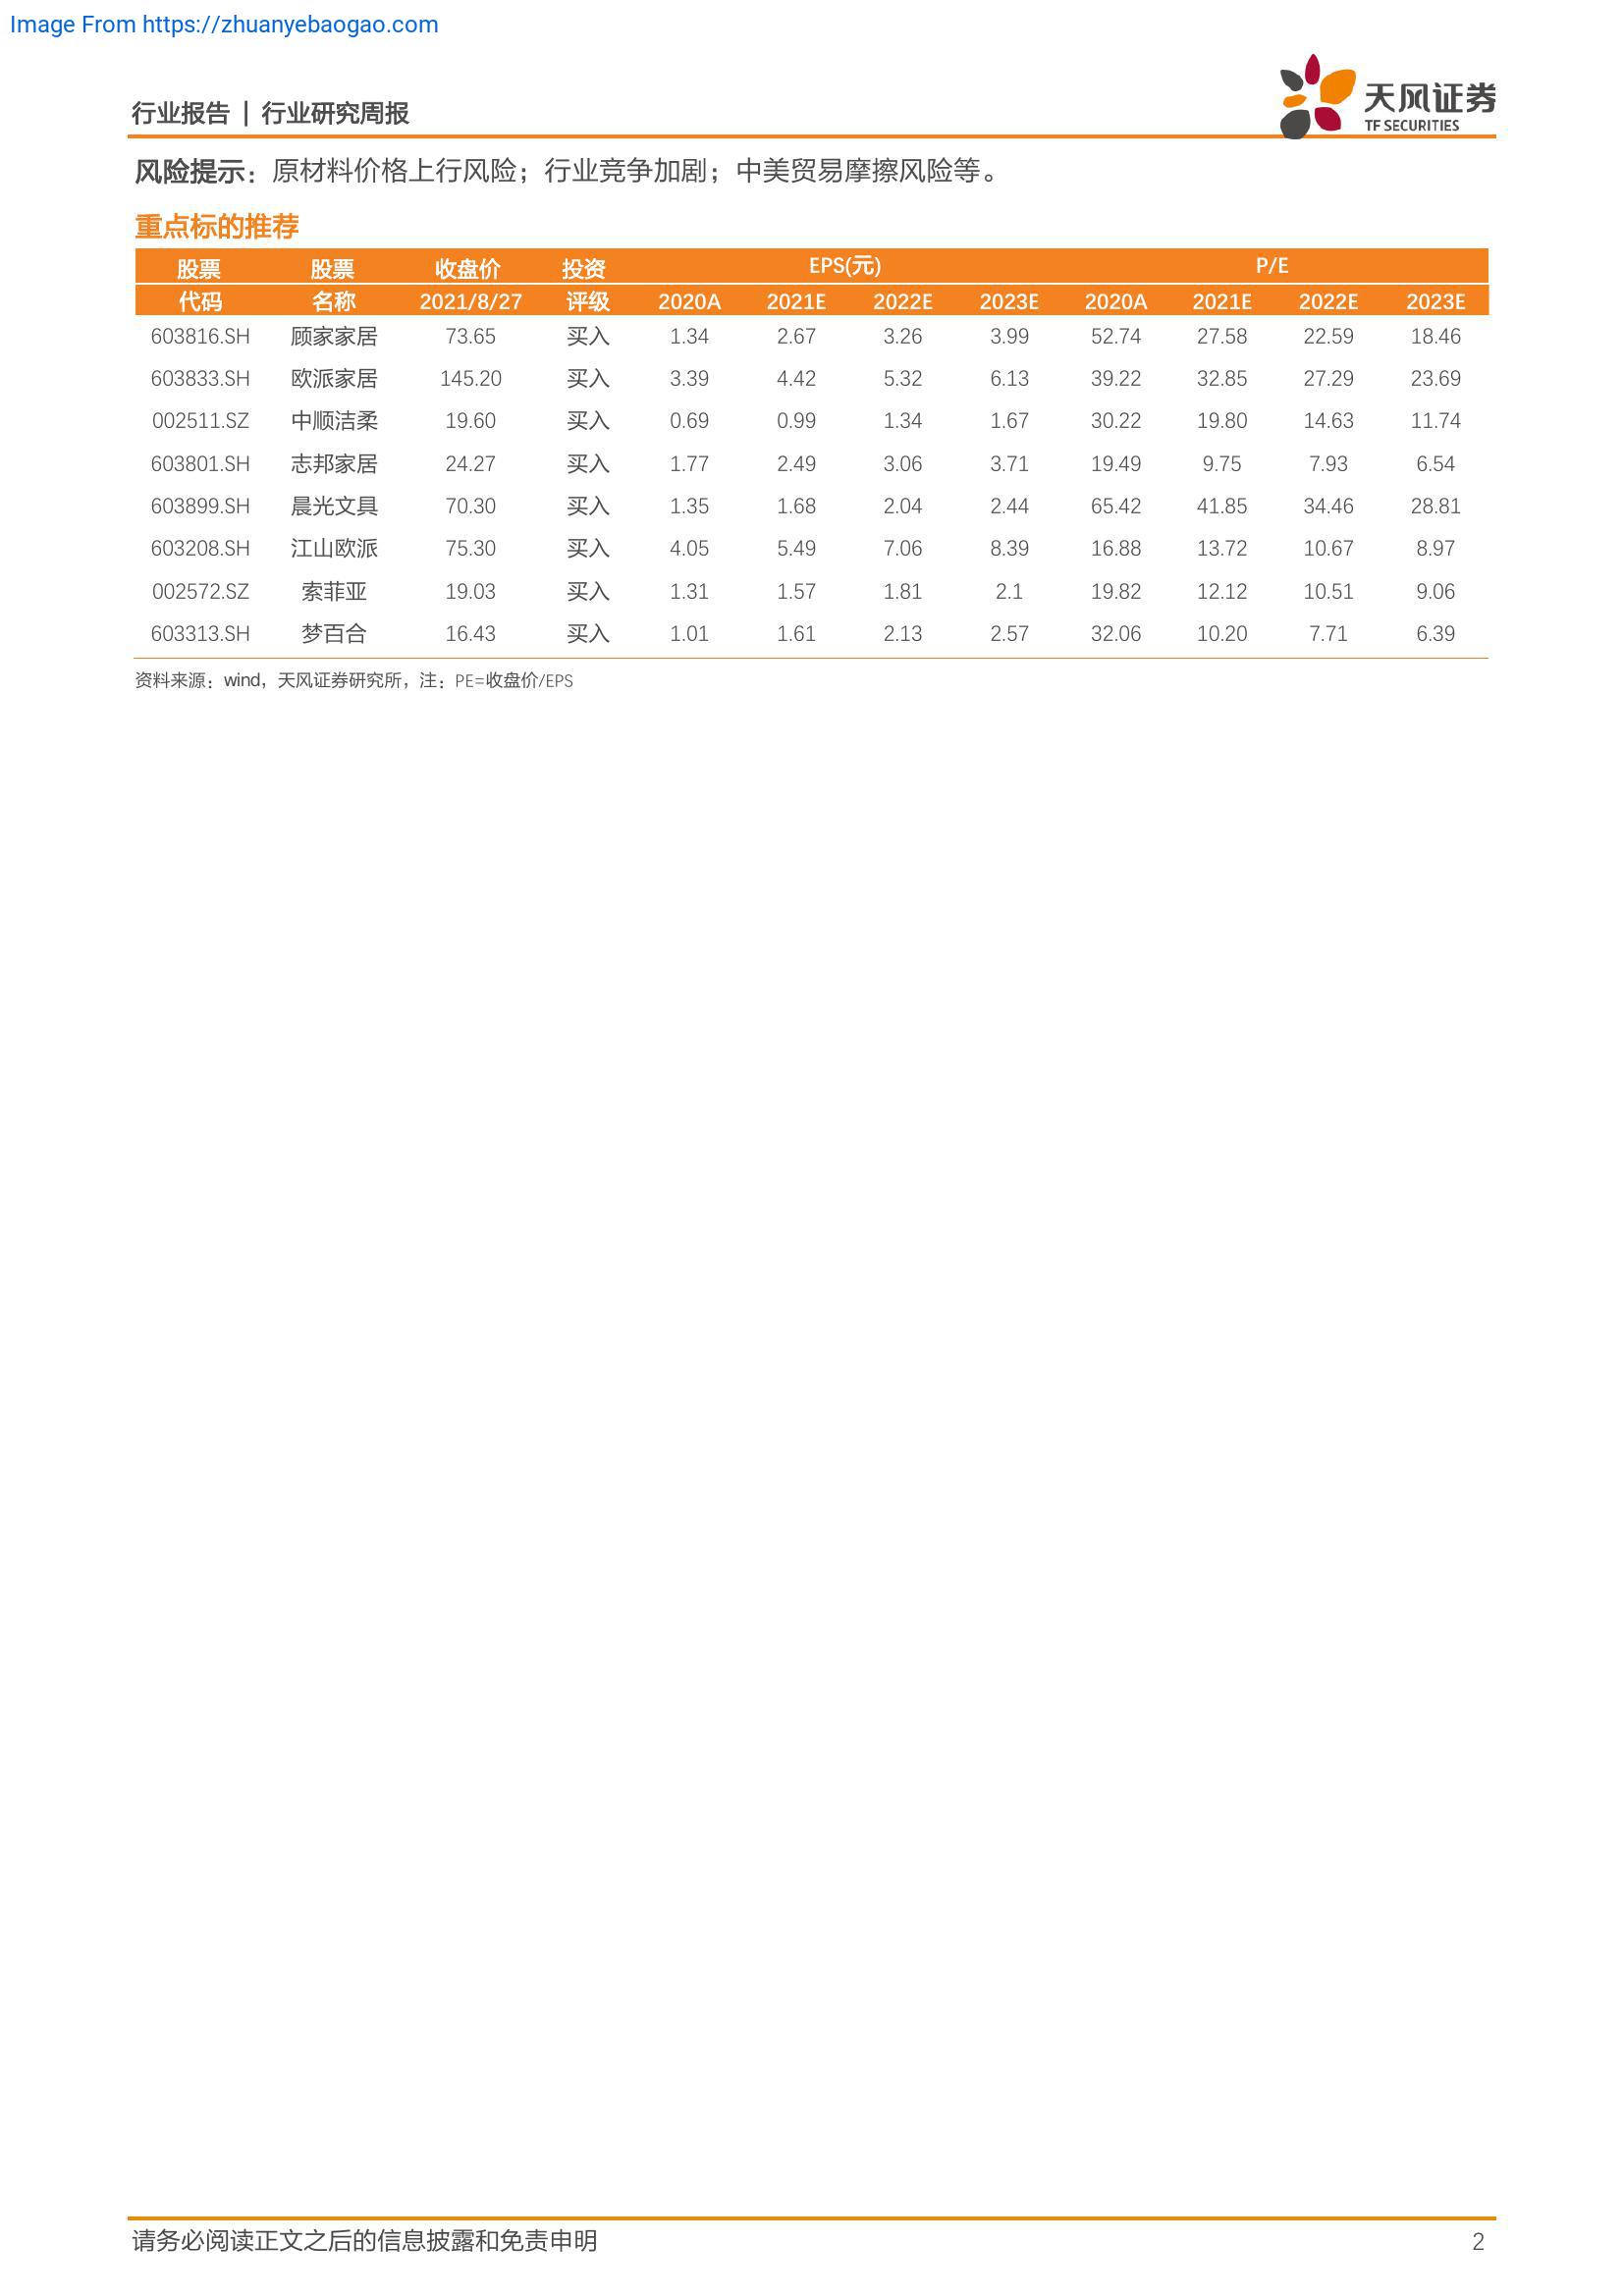 Image From https://zhuanyebaogao.com
行业报告 | 行业研究周报
天风证券
TF SECURITIES
风险提示：原材料价格上行风险；行业竞争加剧；中美贸易摩擦风险等。
重点标的推荐
股票 股票 收盘价 投资 EPS(元) P/E
代码 名称 2021/8/27 评级 2020A 2021E 2022E 2023E 2020A 2021E 2022E 2023E
603816.SH 顾家家居 73.65 买入 1.34 2.67 3.26 3.99 52.74 27.58 22.59 18.46
603833.SH 欧派家居 145.20 买入 3.39 4.42 5.32 6.13 39.22 32.85 27.29 23.69
002511.SZ 中顺洁柔 19.60 买入 0.69 0.99 1.34 1.67 30.22 19.80 14.63 11.74
603801.SH 志邦家居 24.27 买入 1.77 2.49 3.06 3.71 19.49 9.75 7.93 6.54
603899.SH 晨光文具 70.30 买入 1.35 1.68 2.04 2.44 65.42 41.85 34.46 28.81
603208.SH 江山欧派 75.30 买入 4.05 5.49 7.06 8.39 16.88 13.72 10.67 8.97
002572.SZ 索菲亚 19.03 买入 1.31 1.57 1.81 2.1 19.82 12.12 10.51 9.06
603313.SH 梦百合 16.43 买入 1.01 1.61 2.13 2.57 32.06 10.20 7.71 6.39
资料来源：wind，天风证券研究所，注：PE=收盘价/EPS
请务必阅读正文之后的信息披露和免责申明 2